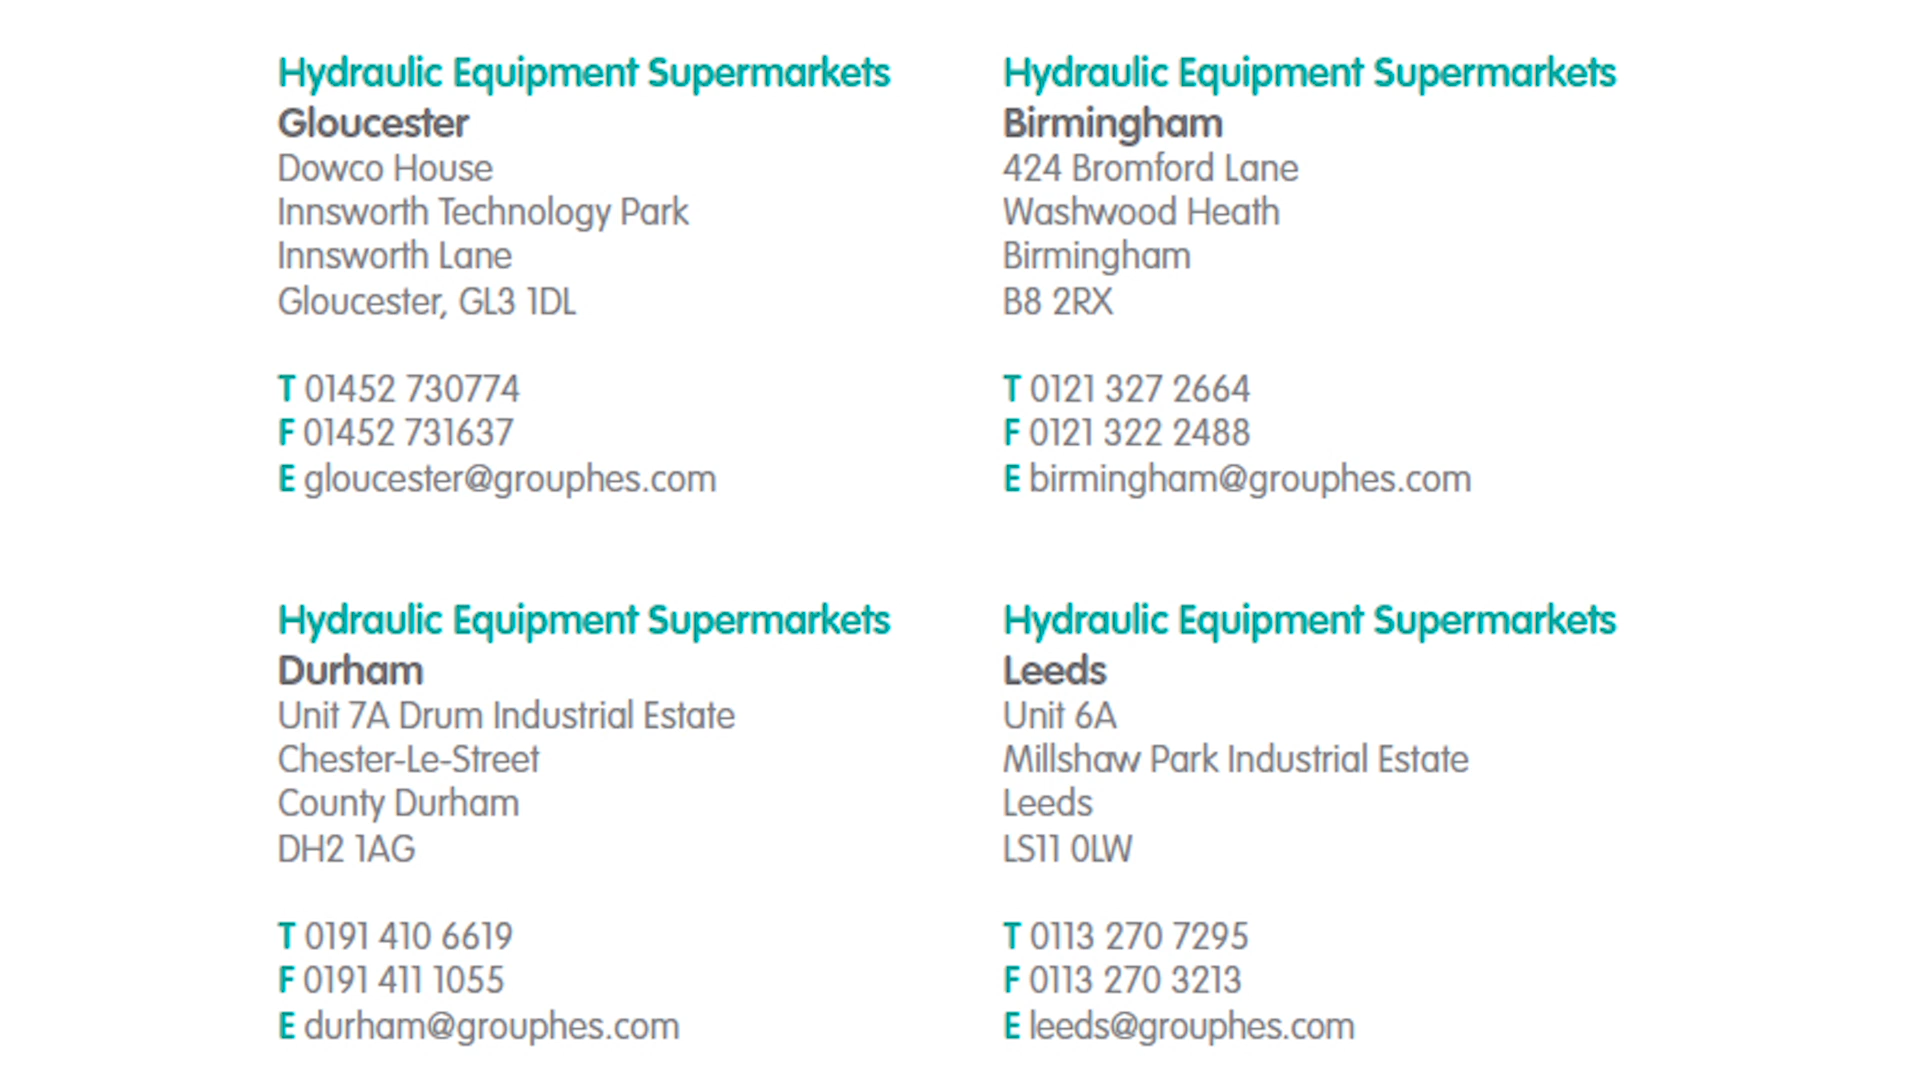 Hydraulic Equipment Supermarkets
Gloucester
Dowco House
Innsworth Technology Park
Innsworth Lane
Gloucester, GL3 1DL
T 01452 730774
F 01452 731637
E gloucester@grouphes.com
Hydraulic Equipment Supermarkets
Birmingham
424 Bromford Lane
Washwood Heath
Birmingham
B8 2RX
T 0121 327 2664
F 0121 322 2488
E birmingham@grouphes.com
Hydraulic Equipment Supermarkets
Durham
Unit 7A Drum Industrial Estate
Chester-Le-Street
County Durham
DH2 1AG
T 0191 410 6619
F 0191 411 1055
E durham@grouphes.com
Hydraulic Equipment Supermarkets
Leeds
Unit 6A
Millshaw Park Industrial Estate
Leeds
LS11 0LW
T 0113 270 7295
F 0113 270 3213
E leeds@grouphes.com